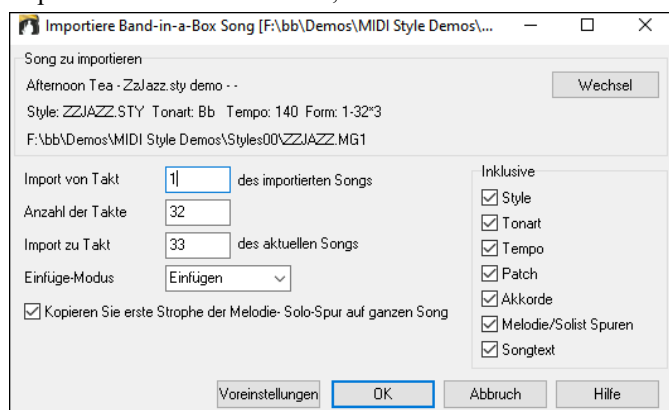 Importiere Band-in-a-Box Song [F:\bb\Demos\MIDI Style Demos\...
Song zu importieren
Afternoon Tea - ZzJazz.sty demo - -
Wechsel
Style: ZZJAZZ.STY Tonart: Bb Tempo: 140 Form: 1-32*3
F:\bb\Demos\MIDI Style Demos\Styles00\ZZJAZZ.MG1
Import von Takt 1 des importierten Songs
Anzahl der Takte 32
Import zu Takt 33 des aktuellen Songs
Einfüge-Modus Einfügen
Kopieren Sie erste Strophe der Melodie- Solo-Spur auf ganzen Song
Inklusive
Style
Tonart
Tempo
Patch
Akkorde
Melodie/Solist Spuren
Songtext
Voreinstellungen OK Abbruch Hilfe